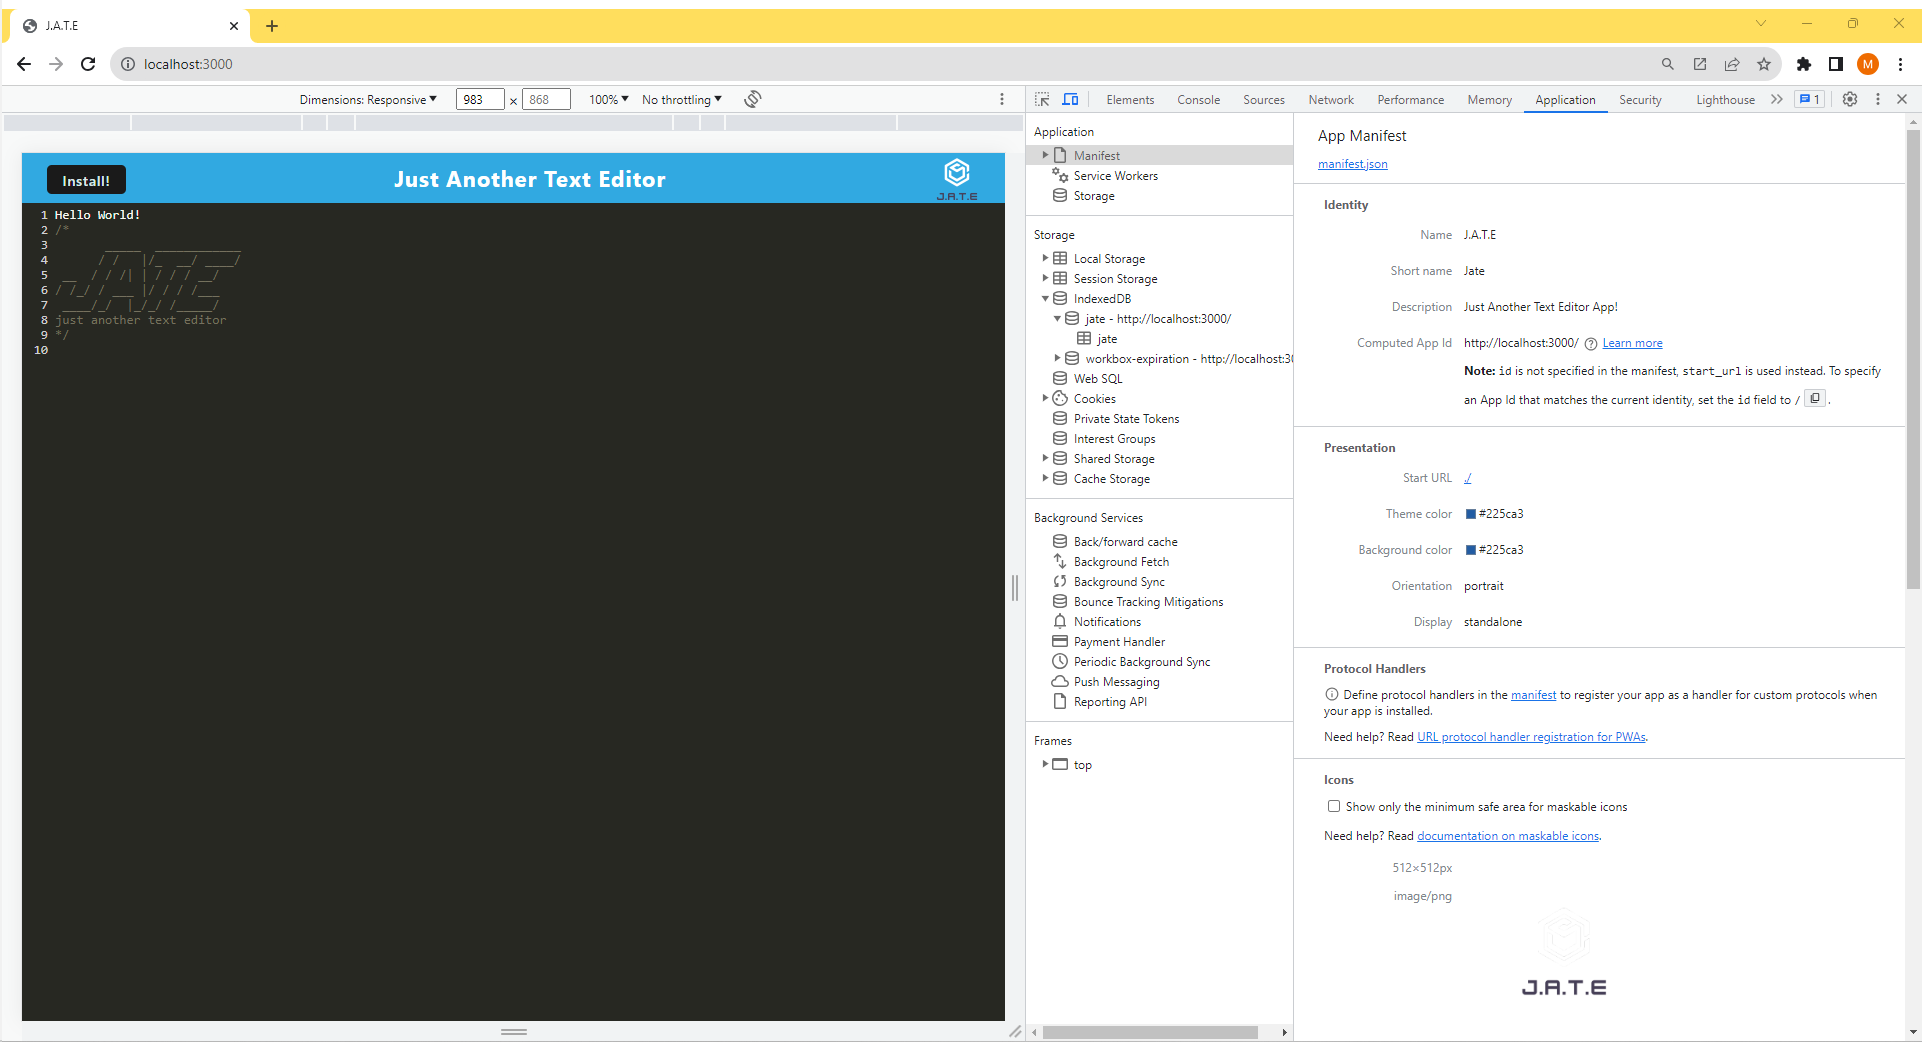 J.A.T.E
localhost:3000
M
Dimensions: Responsive
983 × 868
100%
No throttling
Elements Console Sources Network Performance Memory Application Security Lighthouse
1
Install!
Just Another Text Editor
J.A.T.E
1 Hello World!
2 /*
3        _____  ____________
4       / /   |/_  __/ ____/
5  __  / / /| | / / / __/
6 / /_/ / ___ |/ / / /___
7  ____/_/  |_/_/ /_____/
8 just another text editor
9 */
10
Application
Manifest
Service Workers
Storage
Storage
Local Storage
Session Storage
IndexedDB
jate - http://localhost:3000/
jate
workbox-expiration - http://localhost:30
Web SQL
Cookies
Private State Tokens
Interest Groups
Shared Storage
Cache Storage
Background Services
Back/forward cache
Background Fetch
Background Sync
Bounce Tracking Mitigations
Notifications
Payment Handler
Periodic Background Sync
Push Messaging
Reporting API
Frames
top
App Manifest
manifest.json
Identity
Name J.A.T.E
Short name Jate
Description Just Another Text Editor App!
Computed App Id http://localhost:3000/ Learn more
Note: id is not specified in the manifest, start_url is used instead. To specify
an App Id that matches the current identity, set the id field to / .
Presentation
Start URL ./
Theme color #225ca3
Background color #225ca3
Orientation portrait
Display standalone
Protocol Handlers
Define protocol handlers in the manifest to register your app as a handler for custom protocols when
your app is installed.
Need help? Read URL protocol handler registration for PWAs.
Icons
Show only the minimum safe area for maskable icons
Need help? Read documentation on maskable icons.
512×512px
image/png
J.A.T.E